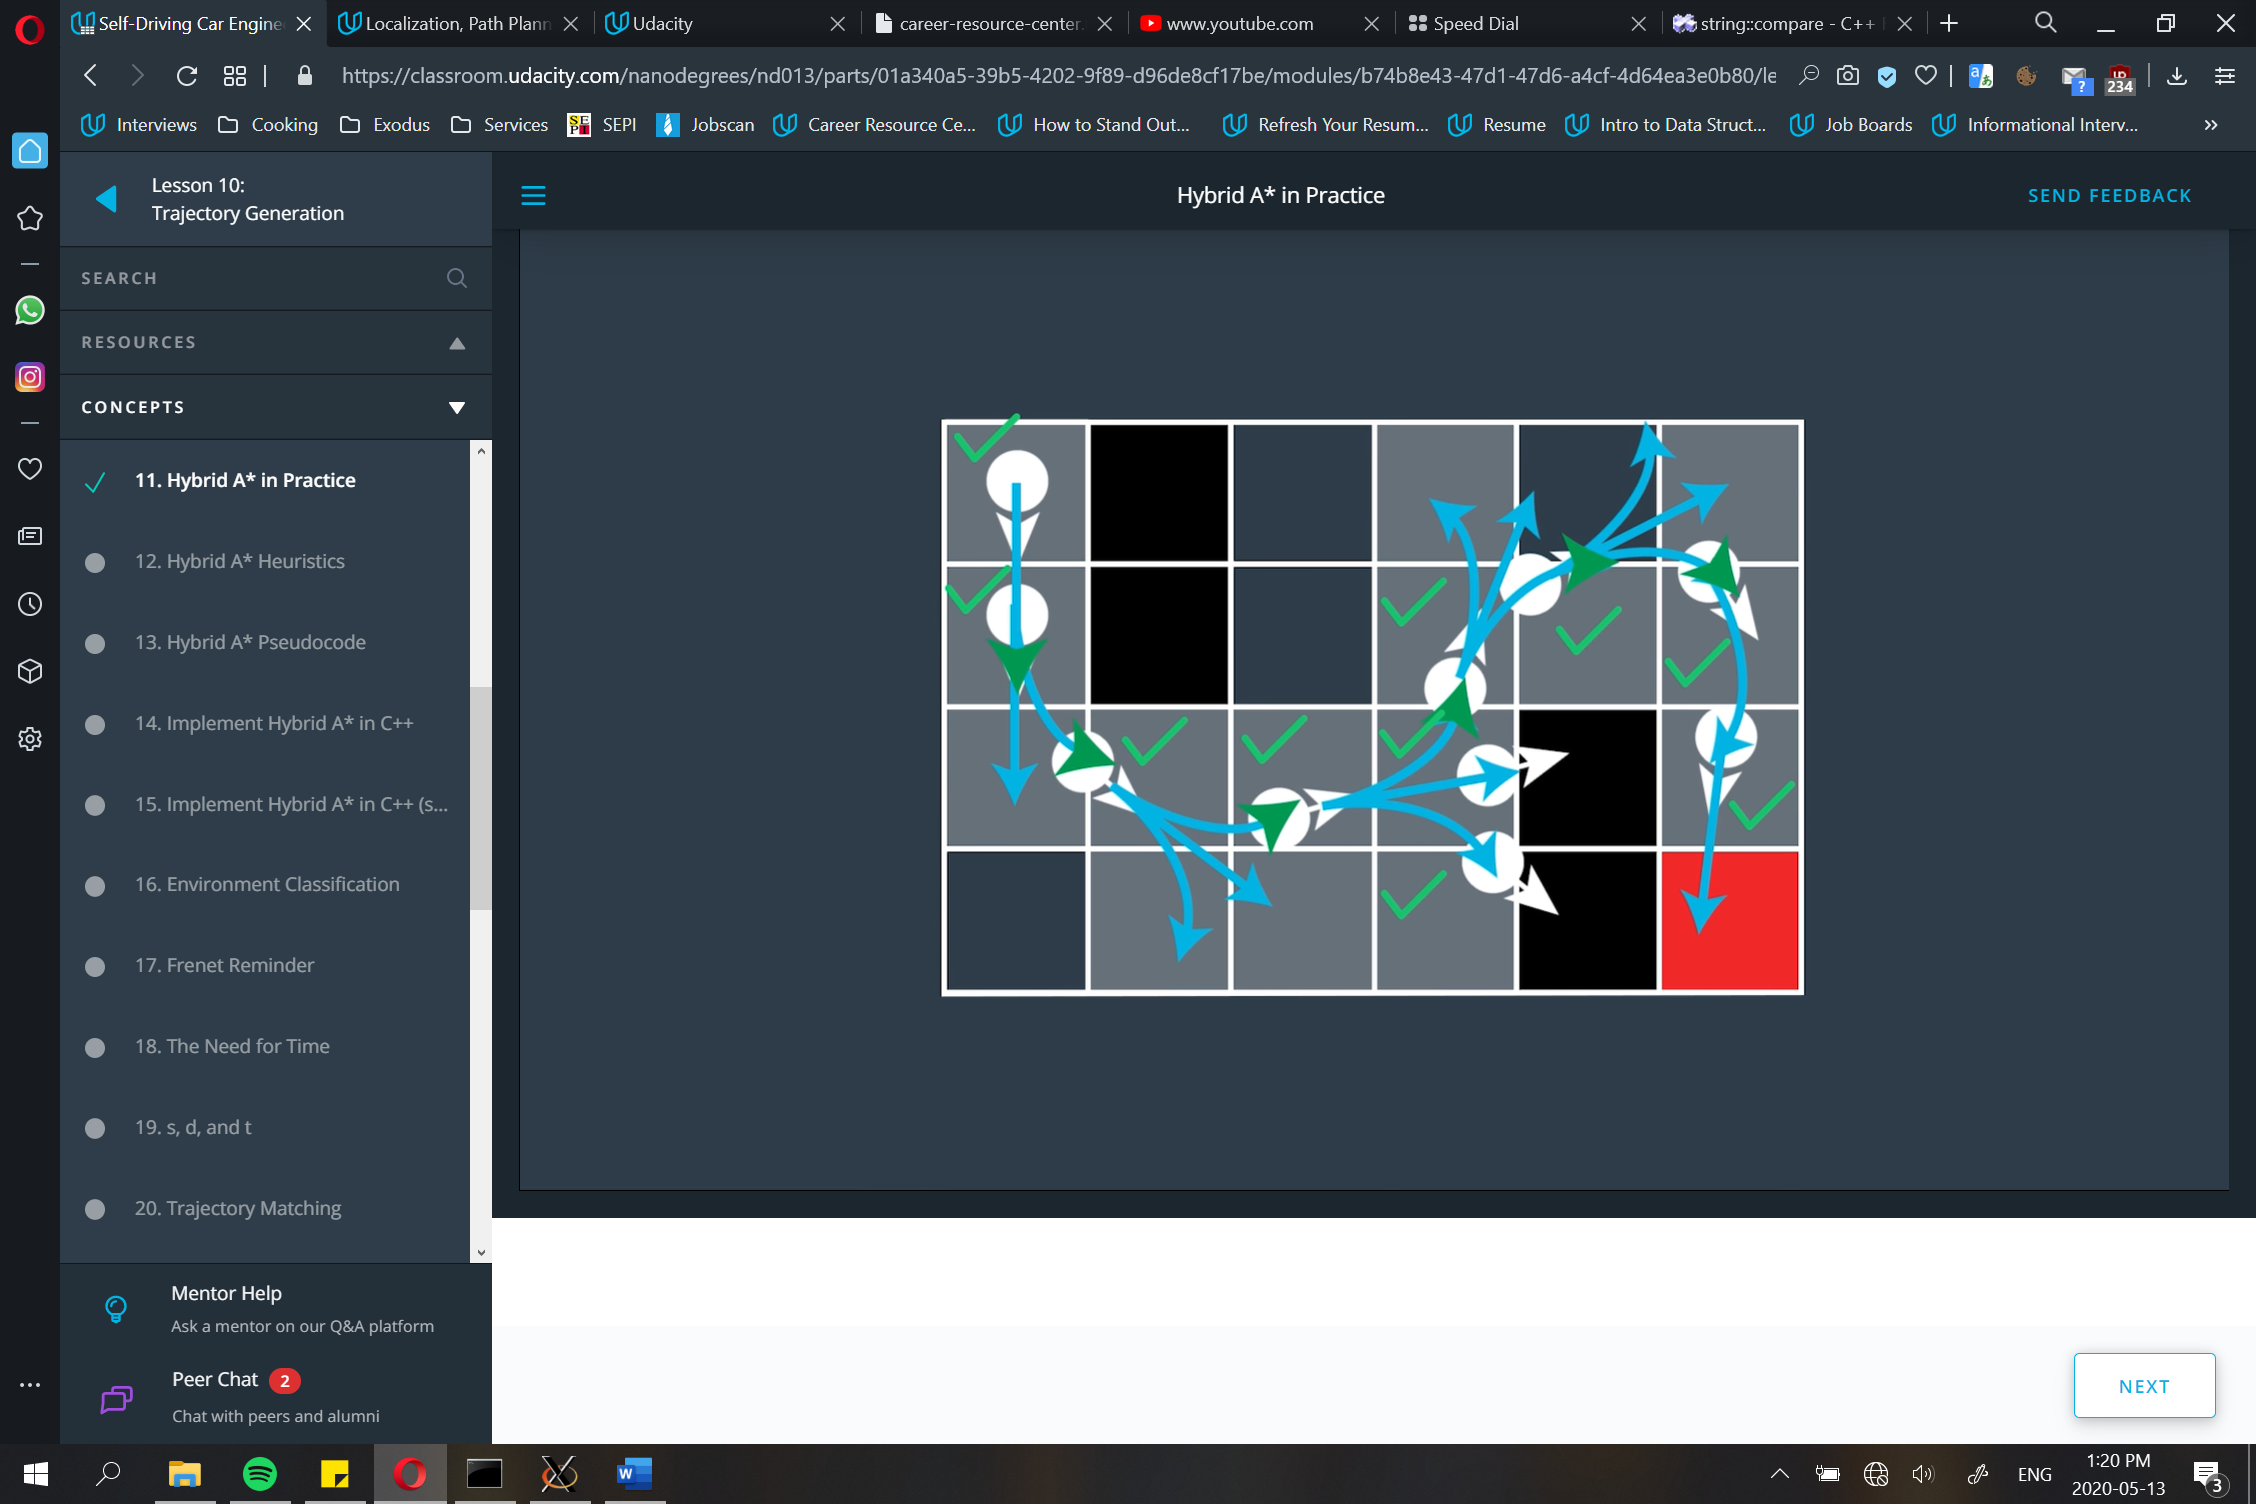 Self-Driving Car Engine
Localization, Path Plann
Udacity
career-resource-center.
www.youtube.com
Speed Dial
string::compare - C++
https://classroom.udacity.com/nanodegrees/nd013/parts/01a340a5-39b5-4202-9f89-d96de8cf17be/modules/b74b8e43-47d1-47d6-a4cf-4d64ea3e0b80/le
?
234
Interviews
Cooking
Exodus
Services
SEPI
Jobscan
Career Resource Ce...
How to Stand Out...
Refresh Your Resum...
Resume
Intro to Data Struct...
Job Boards
Informational Interv...
Lesson 10:
Trajectory Generation
Hybrid A* in Practice
SEND FEEDBACK
SEARCH
RESOURCES
CONCEPTS
11. Hybrid A* in Practice
12. Hybrid A* Heuristics
13. Hybrid A* Pseudocode
14. Implement Hybrid A* in C++
15. Implement Hybrid A* in C++ (s...
16. Environment Classification
17. Frenet Reminder
18. The Need for Time
19. s, d, and t
20. Trajectory Matching
Mentor Help
Ask a mentor on our Q&A platform
Peer Chat 2
Chat with peers and alumni
NEXT
ENG
1:20 PM
2020-05-13
3